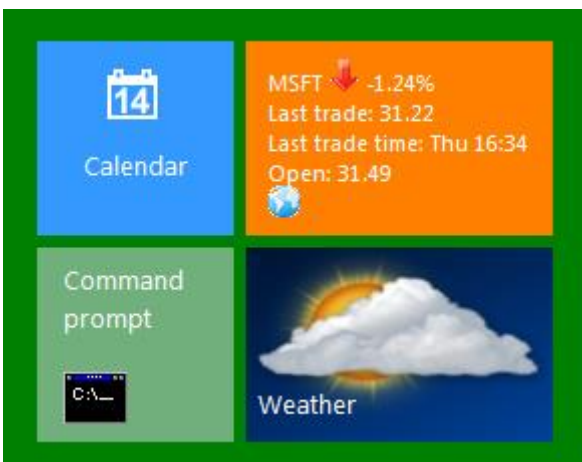 14
Calendar
MSFT -1.24%
Last trade: 31.22
Last trade time: Thu 16:34
Open: 31.49
Command
prompt
C:\_
Weather